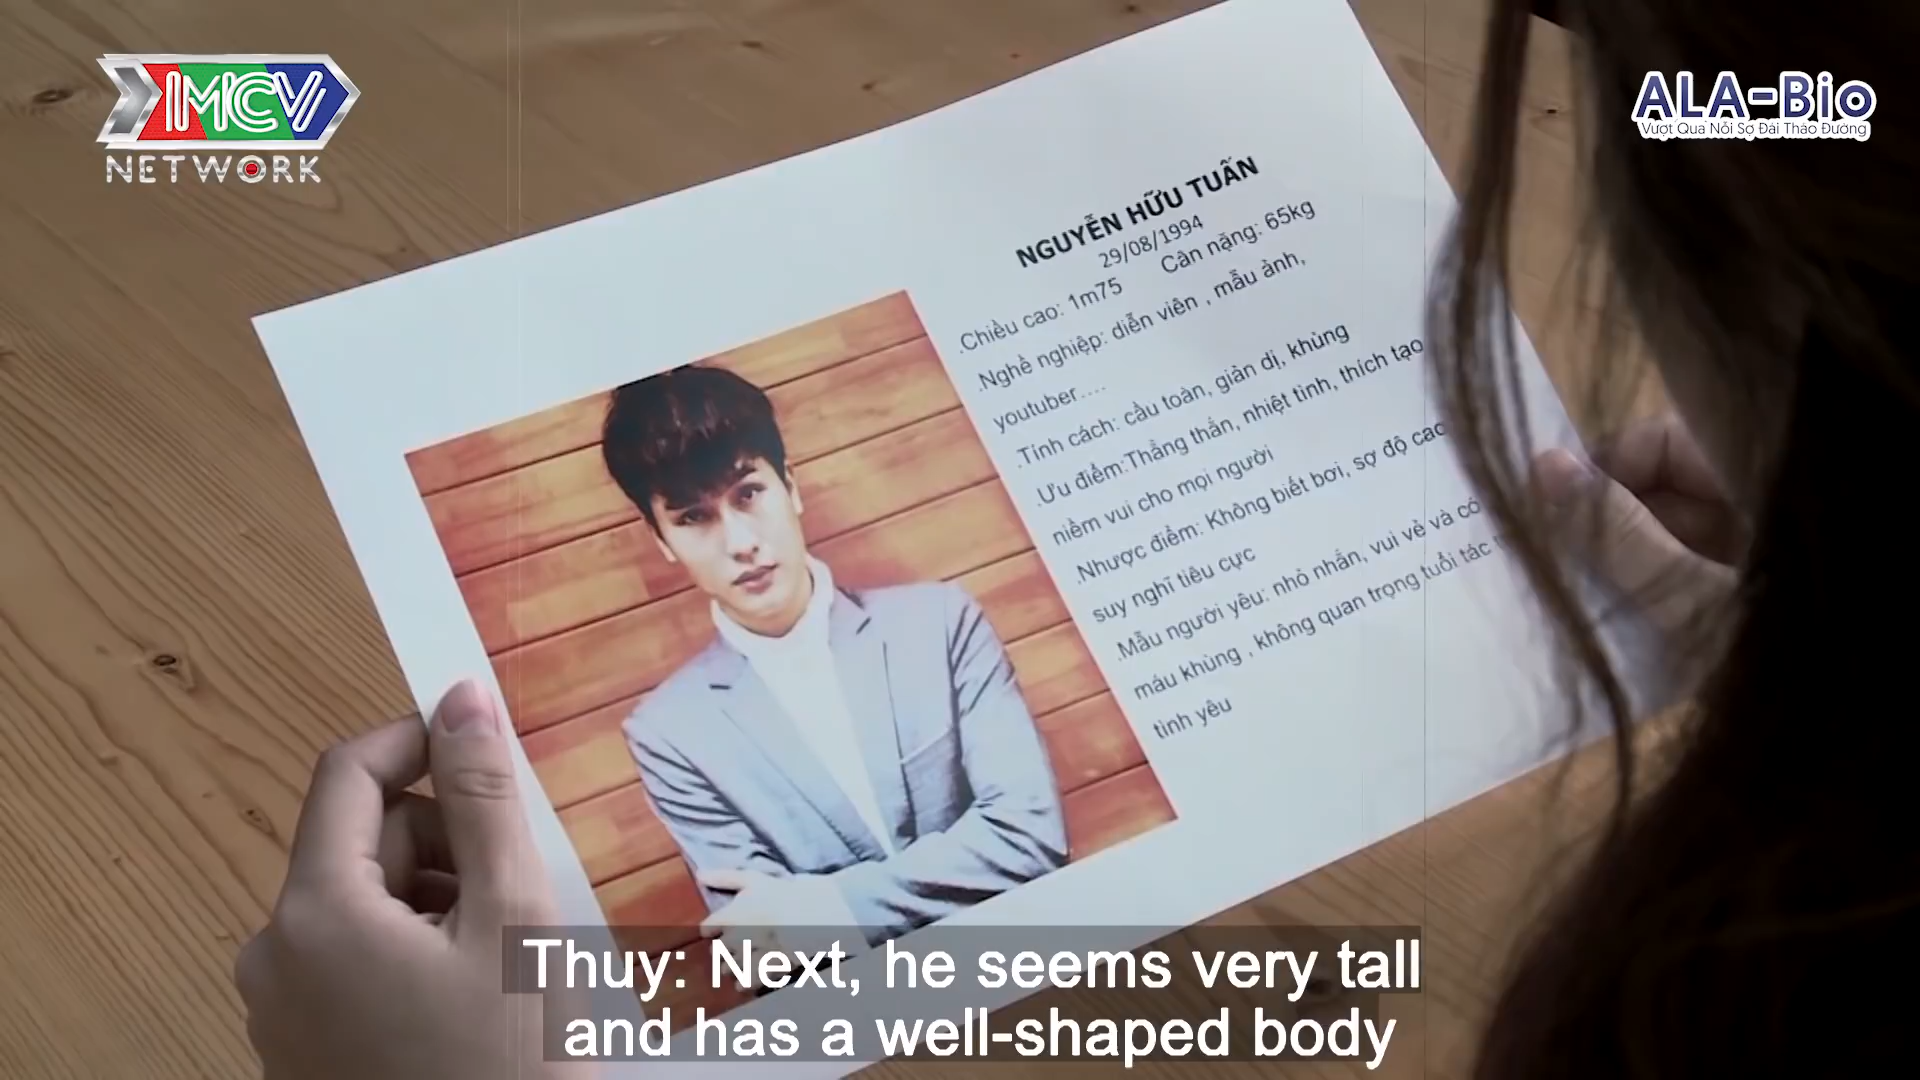 MCV
NETWORK
ALA-Bio
Vượt Qua Nỗi Sợ Đái Tháo Đường
NGUYỄN HỮU TUẤN
29/08/1994
.Chiều cao: 1m75 Cân nặng: 65kg
.Nghề nghiệp: diễn viên , mẫu ảnh,
youtuber....
.Tính cách: cầu toàn, giản dị, khùng
.Ưu điểm:Thẳng thắn, nhiệt tình, thích tạo
niềm vui cho mọi người
.Nhược điểm: Không biết bơi, sợ độ cao
suy nghĩ tiêu cực
.Mẫu người yêu: nhỏ nhắn, vui vẻ và có
máu khùng , không quan trọng tuổi tác
tình yêu
Thuy: Next, he seems very tall
and has a well-shaped body